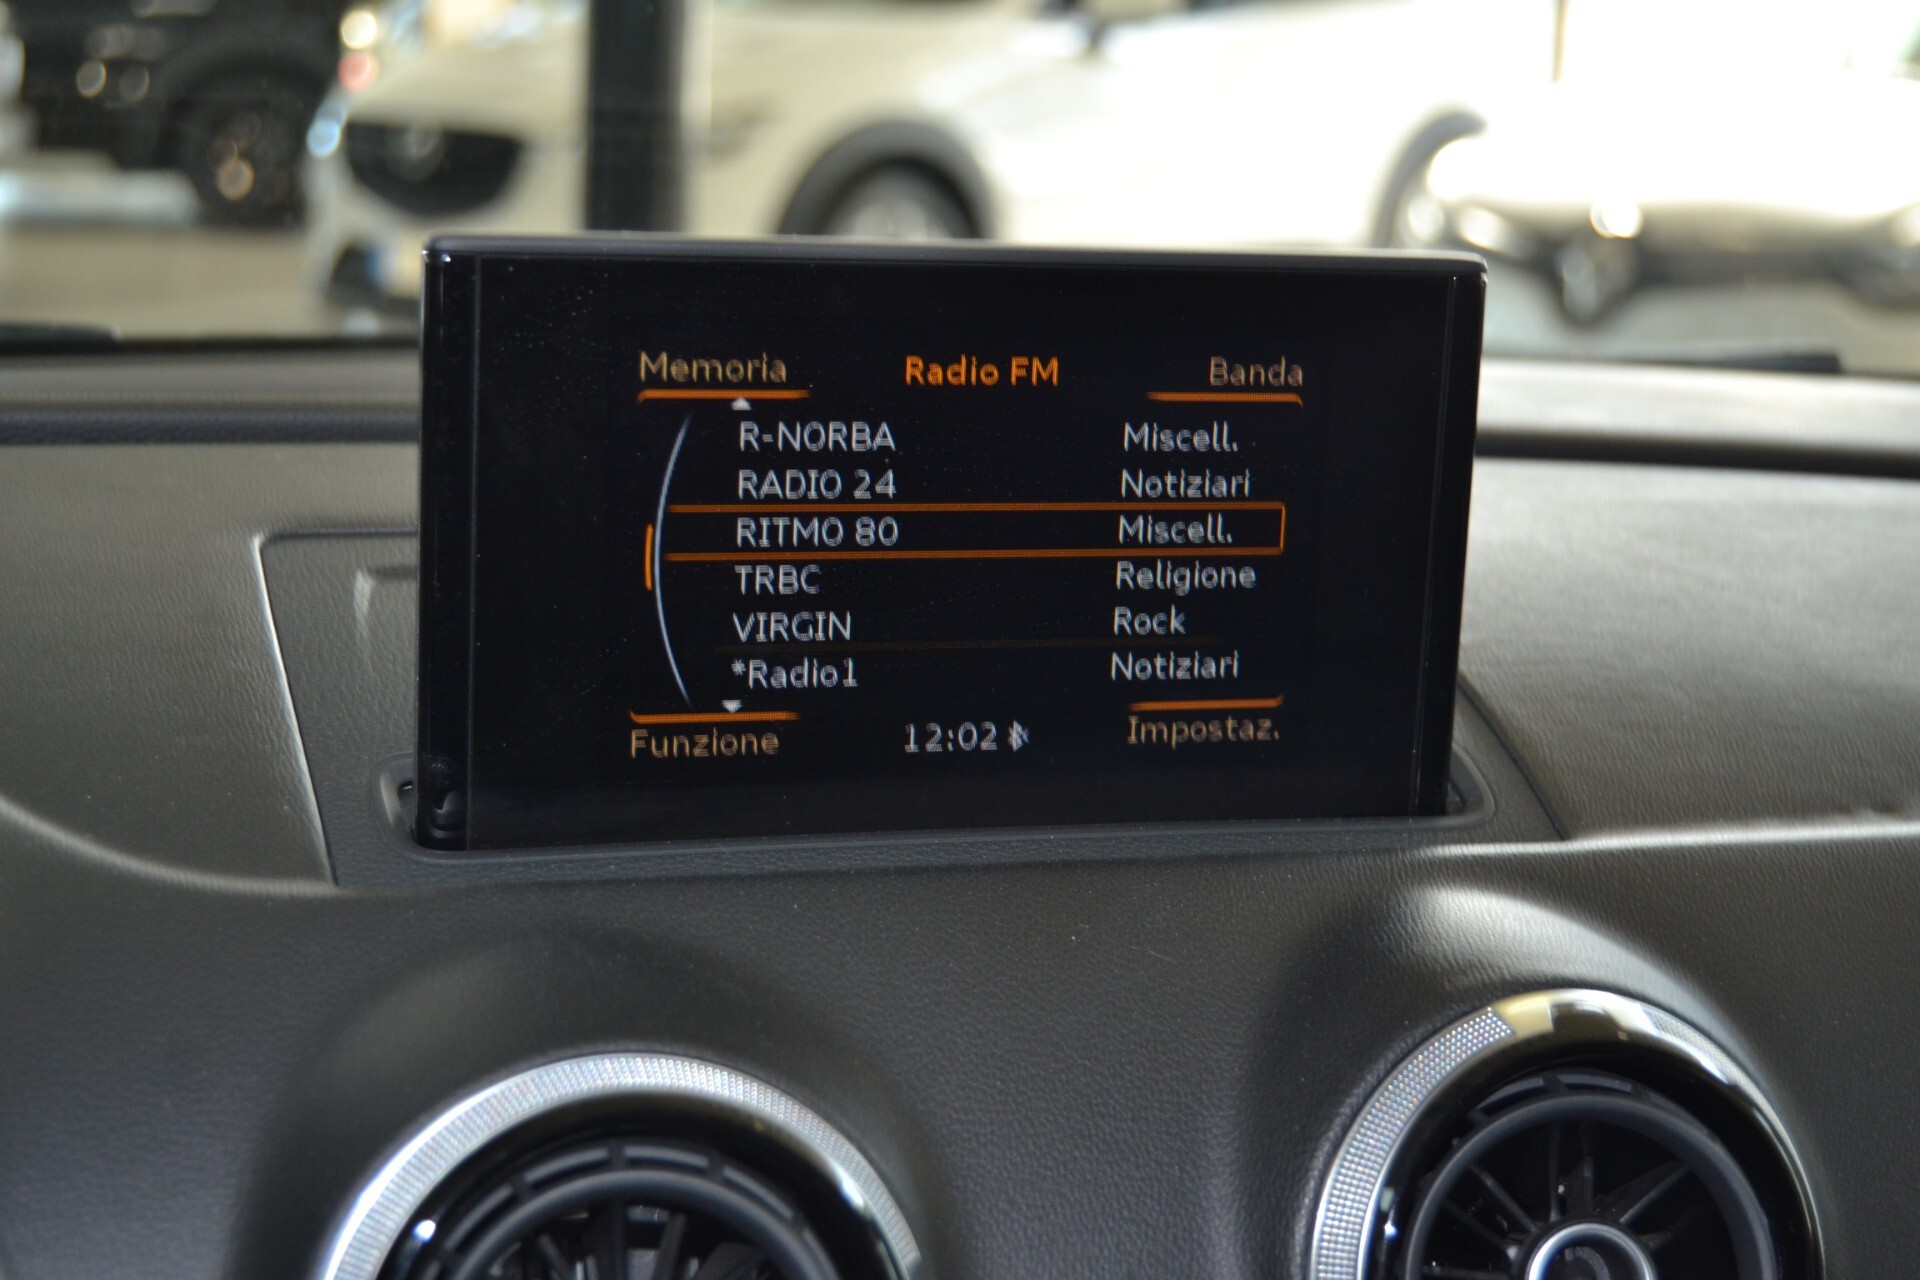 Memoria Radio FM Banda
R-NORBA Miscell.
RADIO 24 Notiziari
RITMO 80 Miscell.
TRBC Religione
VIRGIN Rock
*Radio1 Notiziari
Funzione 12:02 Impostaz.